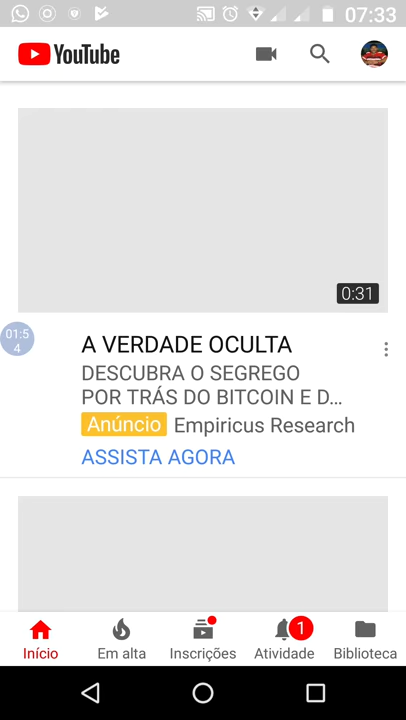 07:33
YouTube
0:31
01:5
4
A VERDADE OCULTA
DESCUBRA O SEGREGO
POR TRÁS DO BITCOIN E D...
Anúncio Empiricus Research
ASSISTA AGORA
1
Início Em alta Inscrições Atividade Biblioteca